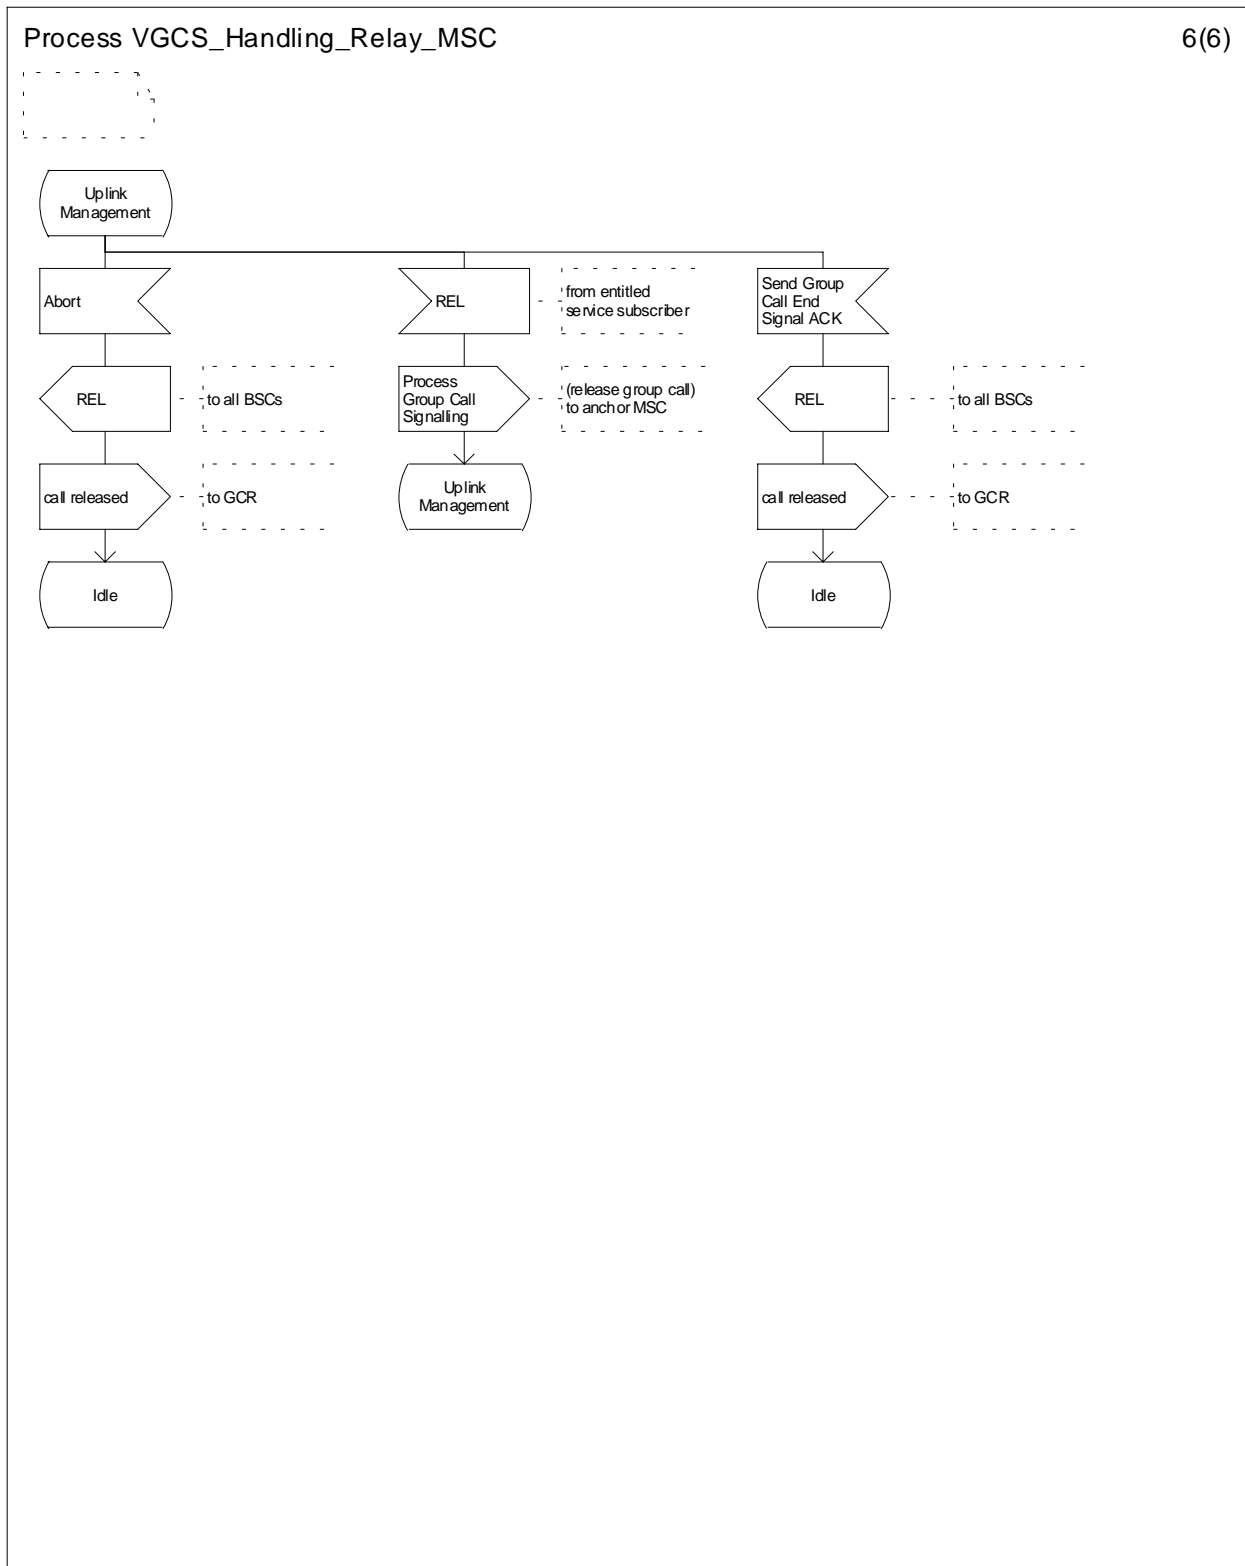 Process VGCS_Handling_Relay_MSC
6(6)
Uplink
Management
Abort
REL
from entitled
service subscriber
Send Group
Call End
Signal ACK
REL
to all BSCs
Process
Group Call
Signalling
(release group call)
to anchor MSC
REL
to all BSCs
call released
to GCR
Uplink
Management
call released
to GCR
Idle
Idle